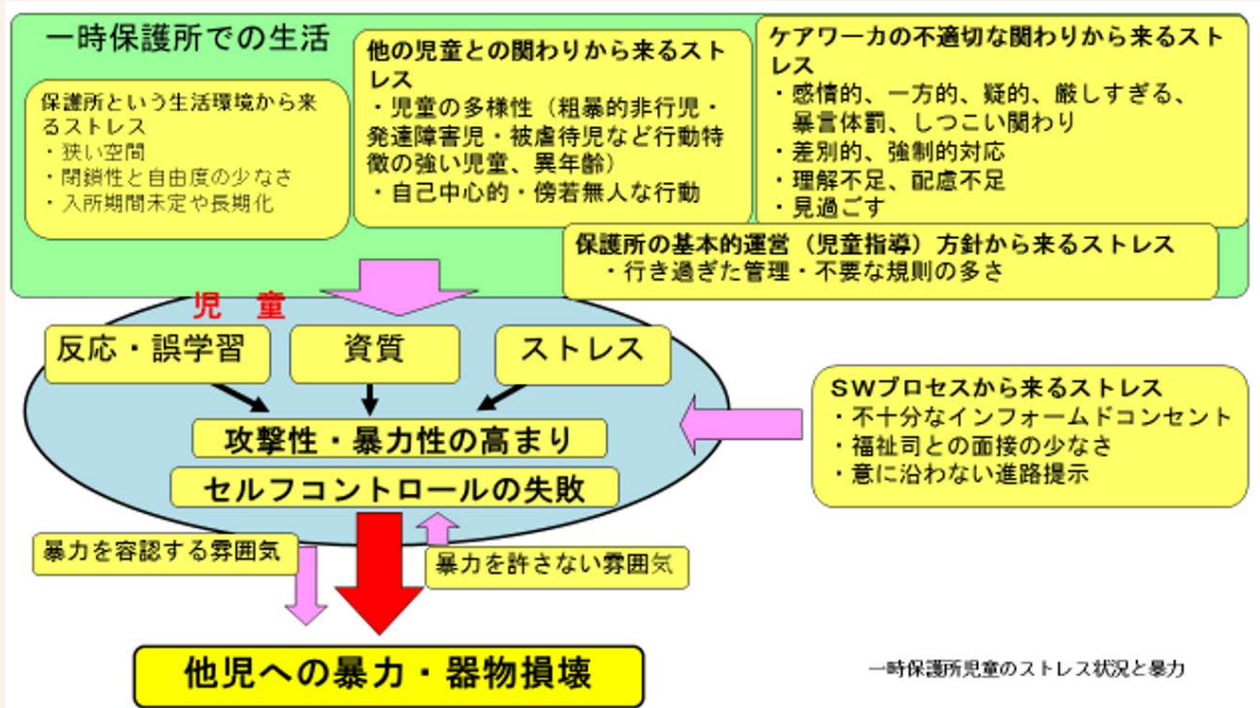 一時保護所での生活
保護所という生活環境から来
るストレス
・狭い空間
・閉鎖性と自由度の少なさ
・入所期間未定や長期化
他の児童との関わりから来るスト
レス
・児童の多様性（粗暴的非行児・
発達障害児・被虐待児など行動特
徴の強い児童、異年齢）
・自己中心的・傍若無人な行動
ケアワーカの不適切な関わりから来るスト
レス
・感情的、一方的、疑的、厳しすぎる、
暴言体罰、しつこい関わり
・差別的、強制的対応
・理解不足、配慮不足
・見過ごす
保護所の基本的運営（児童指導）方針から来るストレス
・行き過ぎた管理・不要な規則の多さ
児　童
反応・誤学習
資質
ストレス
攻撃性・暴力性の高まり
セルフコントロールの失敗
ＳＷプロセスから来るストレス
・不十分なインフォームドコンセント
・福祉司との面接の少なさ
・意に沿わない進路提示
暴力を容認する雰囲気
暴力を許さない雰囲気
他児への暴力・器物損壊
一時保護所児童のストレス状況と暴力